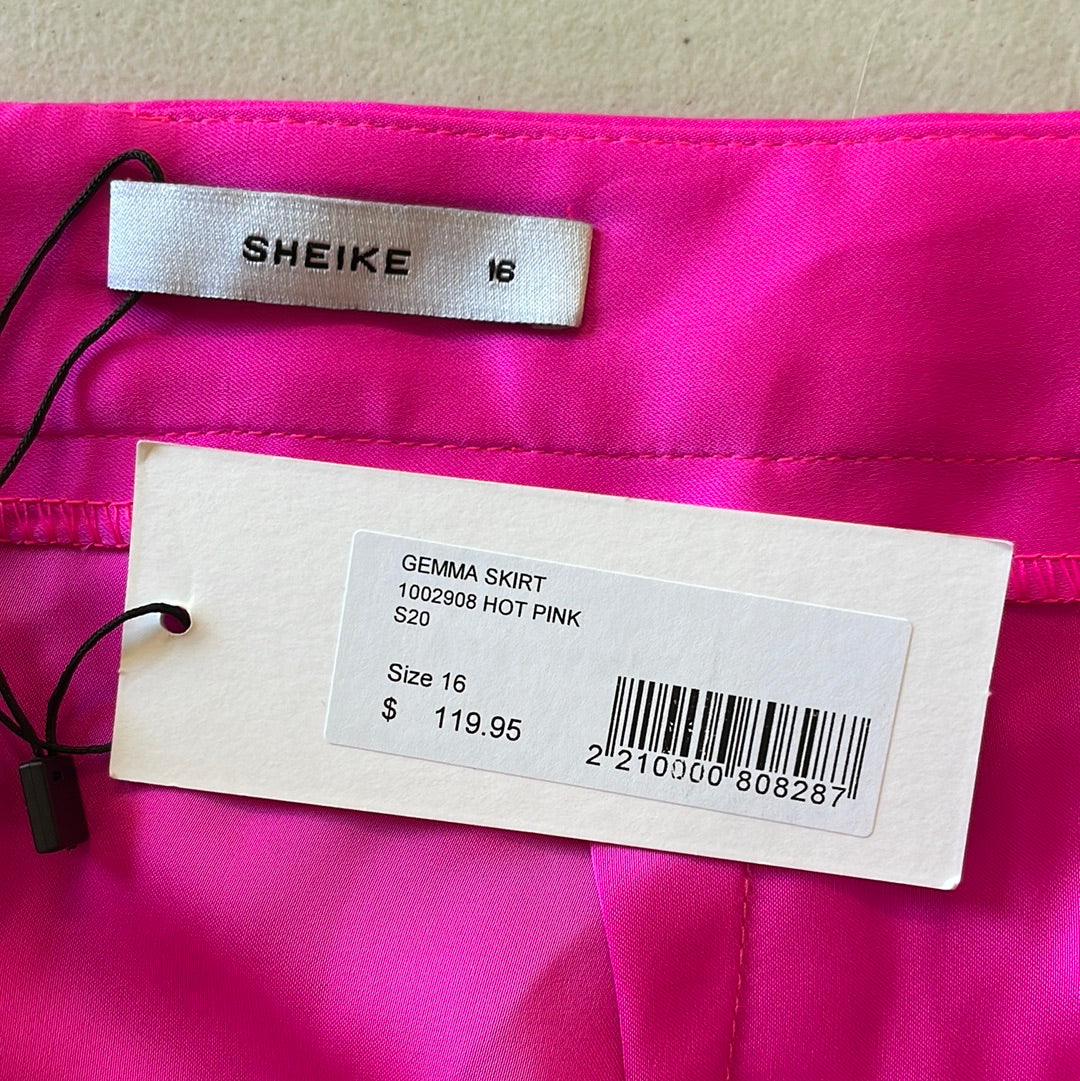 SHEIKE 16
GEMMA SKIRT
1002908 HOT PINK
S20
Size 16
$ 119.95
2 210000 808287